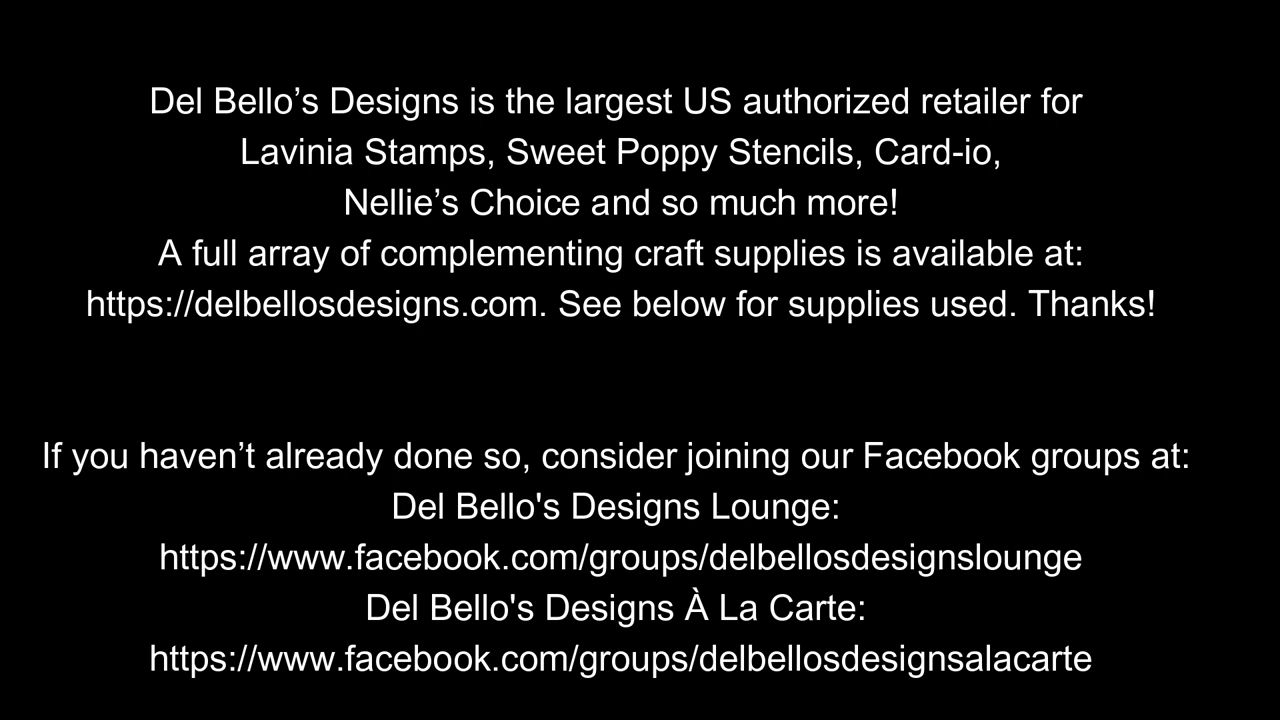 Del Bello’s Designs is the largest US authorized retailer for
Lavinia Stamps, Sweet Poppy Stencils, Card-io,
Nellie’s Choice and so much more!
A full array of complementing craft supplies is available at:
https://delbellosdesigns.com. See below for supplies used. Thanks!
If you haven’t already done so, consider joining our Facebook groups at:
Del Bello's Designs Lounge:
https://www.facebook.com/groups/delbellosdesignslounge
Del Bello's Designs À La Carte:
https://www.facebook.com/groups/delbellosdesignsalacarte